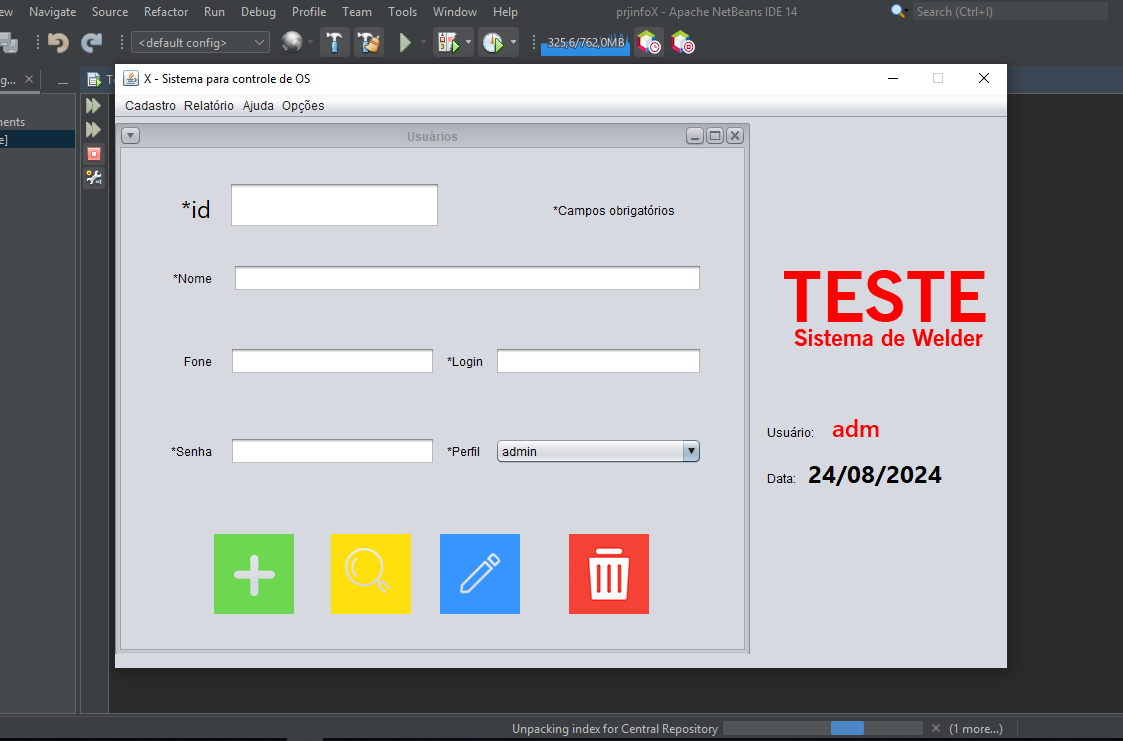 ew Navigate Source Refactor Run Debug Profile Team Tools Window Help prjinfoX - Apache NetBeans IDE 14 Search (Ctrl+I)
<default config> 325,6/762,0MB
g...
X - Sistema para controle de OS
Cadastro Relatório Ajuda Opções
Usuários
ents
e]
*id *Campos obrigatórios
*Nome
TESTE
Sistema de Welder
Fone *Login
Usuário: adm
*Senha *Perfil admin
Data: 24/08/2024
Unpacking index for Central Repository (1 more...)